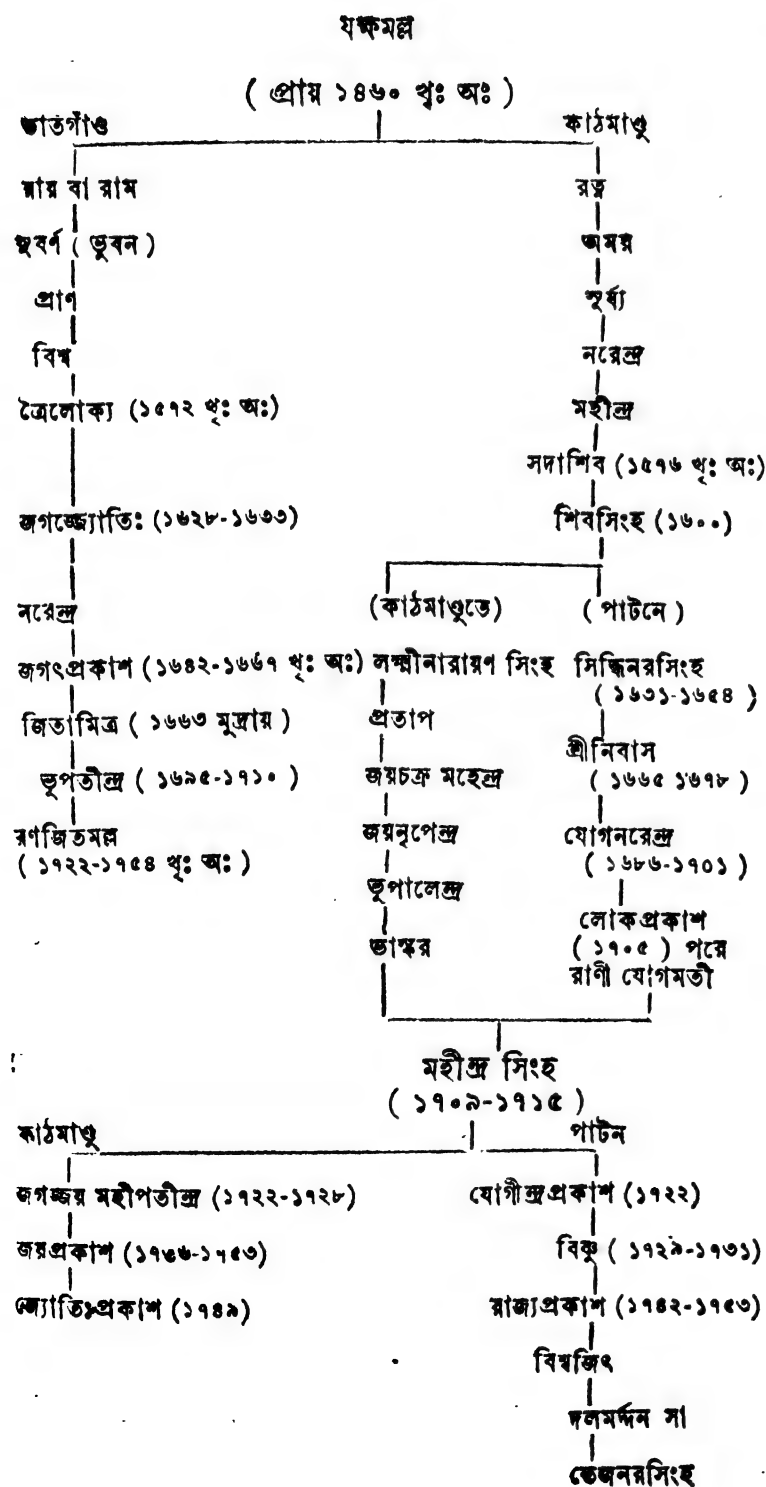 যক্ষমল্ল
( প্রায় ১৪৬০ খৃঃ অঃ )
ভাতগাঁও কাঠমাণ্ডু
রায় বা রাম রত্ন
সুবর্ণ ( ভুবন ) অমর
প্রাণ সূর্য্য
বিশ্ব নরেন্দ্র
ত্রৈলোক্য (১৫৭২ খৃঃ অঃ) মহীন্দ্র
সদাশিব (১৫৭৬ খৃঃ অঃ)
জগজ্জ্যোতিঃ (১৬২৮-১৬৩৩) শিবসিংহ (১৬০০)
নরেন্দ্র (কাঠমাণ্ডুতে) ( পাটনে )
জগৎপ্রকাশ (১৬৪২-১৬৬৭ খৃঃ অঃ) লক্ষ্মীনারায়ণ সিংহ সিদ্ধিনরসিংহ
( ১৬৩১-১৬৫৪ )
জিতামিত্র ( ১৬৬৩ মুদ্রায় ) প্রতাপ
শ্রীনিবাস
ভূপতীন্দ্র ( ১৬৯৫-১৭১০ ) জয়চক্র মহেন্দ্র ( ১৬৬৫ ১৬৭৮ )
রণজিতমল্ল জয়নৃপেন্দ্র যোগনরেন্দ্র
( ১৭২২-১৭৫৪ খৃঃ অঃ ) ( ১৬৮৬-১৭০১ )
ভূপালেন্দ্র
লোকপ্রকাশ
ভাস্কর ( ১৭০৫ ) পরে
রাণী যোগমতী
মহীন্দ্র সিংহ
( ১৭০৯-১৭১৫ )
কাঠমাণ্ডু পাটন
জগজ্জয় মহীপতীন্দ্র (১৭২২-১৭২৮) যোগীন্দ্রপ্রকাশ (১৭২২)
জয়প্রকাশ (১৭৩৬-১৭৫৩) বিষ্ণু ( ১৭২৯-১৭৩১)
জ্যোতিঃপ্রকাশ (১৭৪৯) রাজ্যপ্রকাশ (১৭৪২-১৭৫৩)
বিশ্বজিৎ
দলমর্দ্দন সা
তেজনরসিংহ